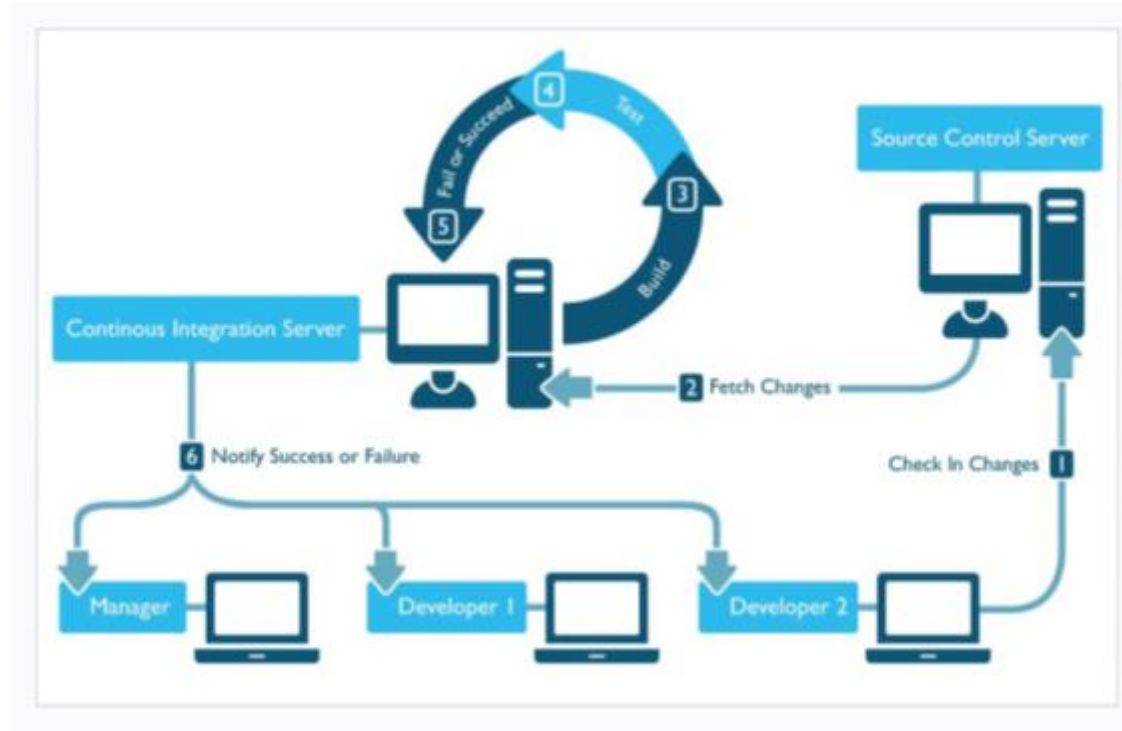 4
Test
Fail or Succeed
5
3
Build
Source Control Server
Continous Integration Server
2 Fetch Changes
6 Notify Success or Failure
Check In Changes 1
Manager
Developer 1
Developer 2